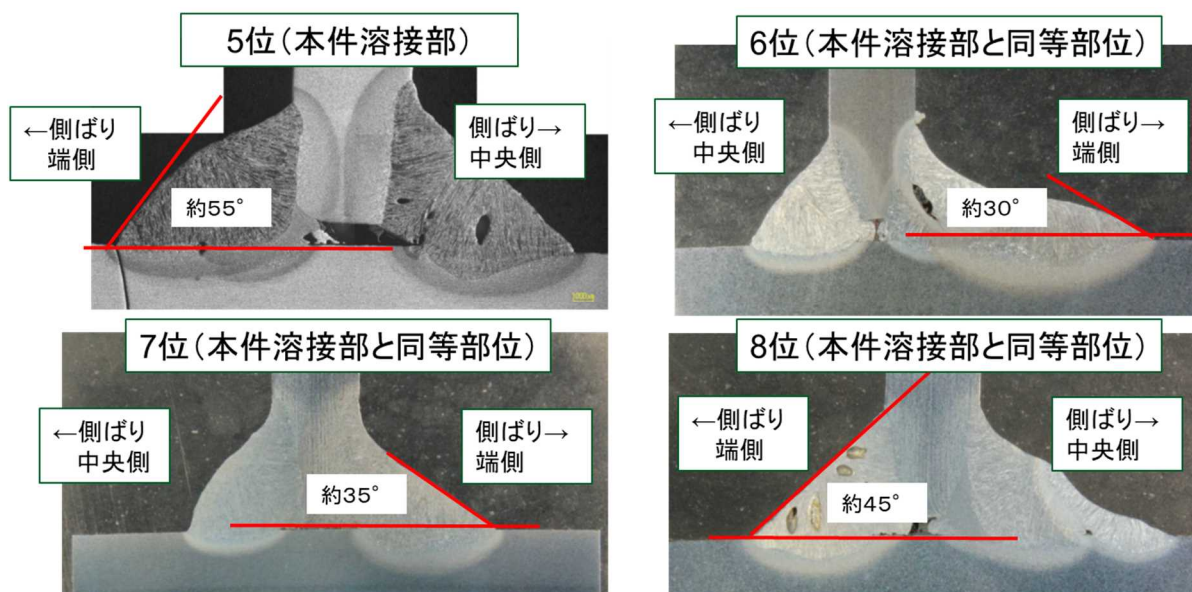 5位(本件溶接部)
←側ばり
端側
側ばり→
中央側
約55°
6位(本件溶接部と同等部位)
←側ばり
中央側
側ばり→
端側
約30°
7位(本件溶接部と同等部位)
←側ばり
中央側
側ばり→
端側
約35°
8位(本件溶接部と同等部位)
←側ばり
端側
側ばり→
中央側
約45°